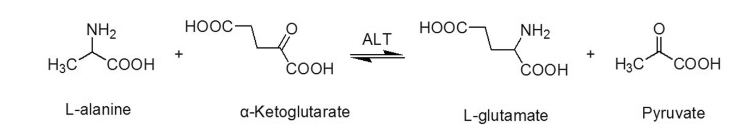 NH₂
H₃C
COOH
L-alanine
+
HOOC
O
COOH
α-Ketoglutarate
ALT
HOOC
NH₂
COOH
L-glutamate
+
O
H₃C
COOH
Pyruvate